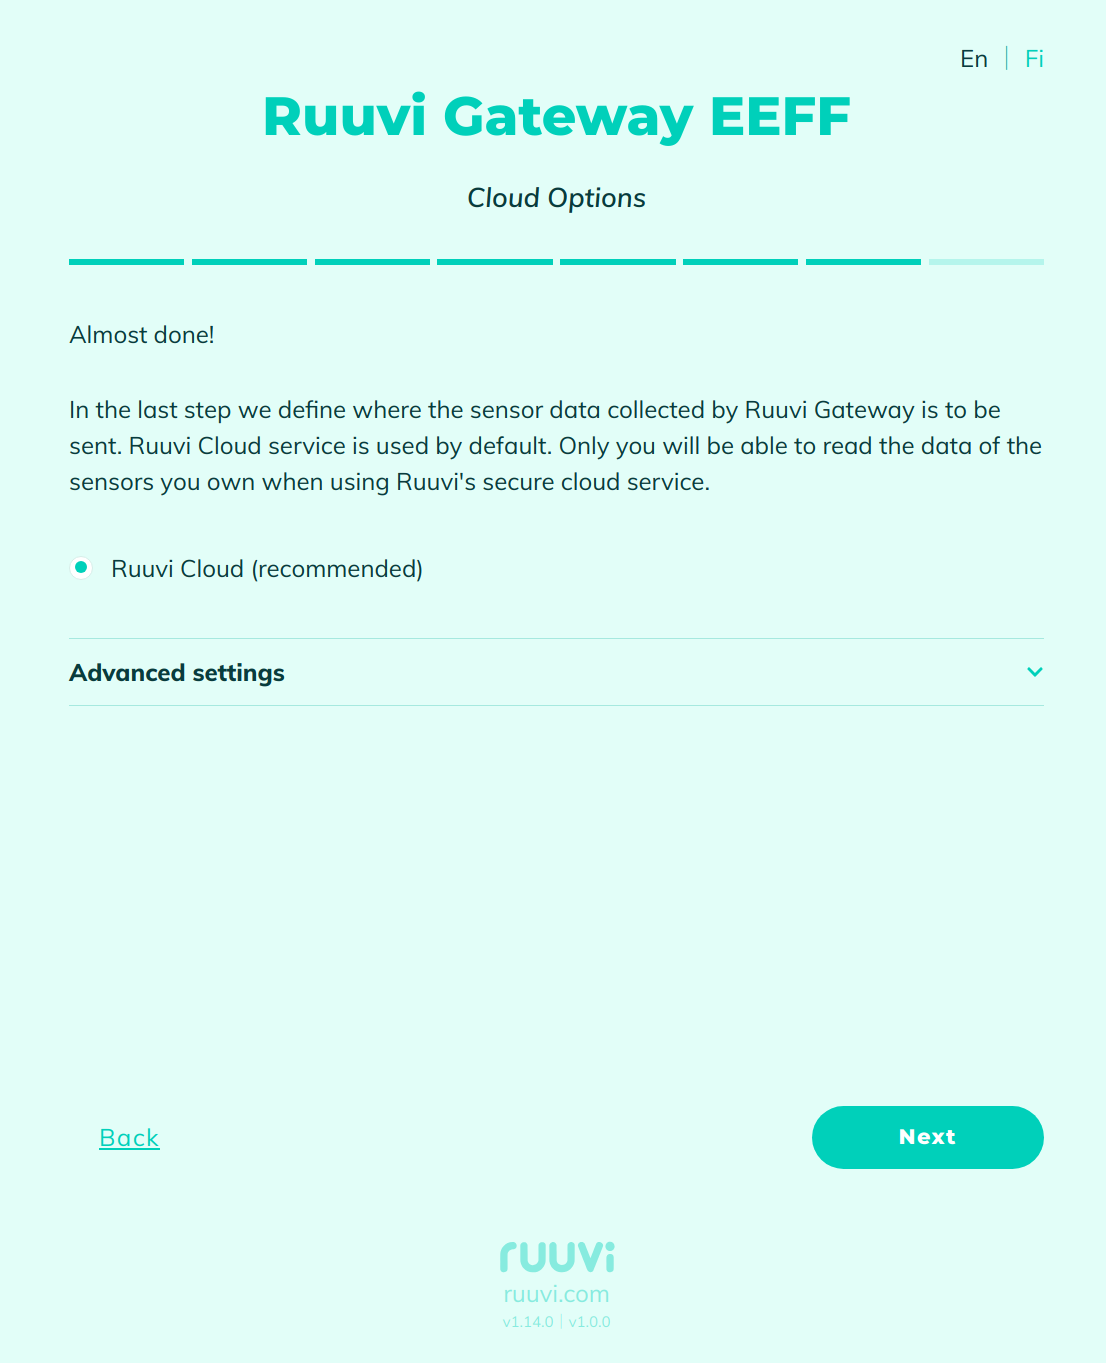 En | Fi
Ruuvi Gateway EEFF
Cloud Options
Almost done!
In the last step we define where the sensor data collected by Ruuvi Gateway is to be
sent. Ruuvi Cloud service is used by default. Only you will be able to read the data of the
sensors you own when using Ruuvi's secure cloud service.
Ruuvi Cloud (recommended)
Advanced settings
Back
Next
ruuvi
ruuvi.com
v1.14.0 | v1.0.0